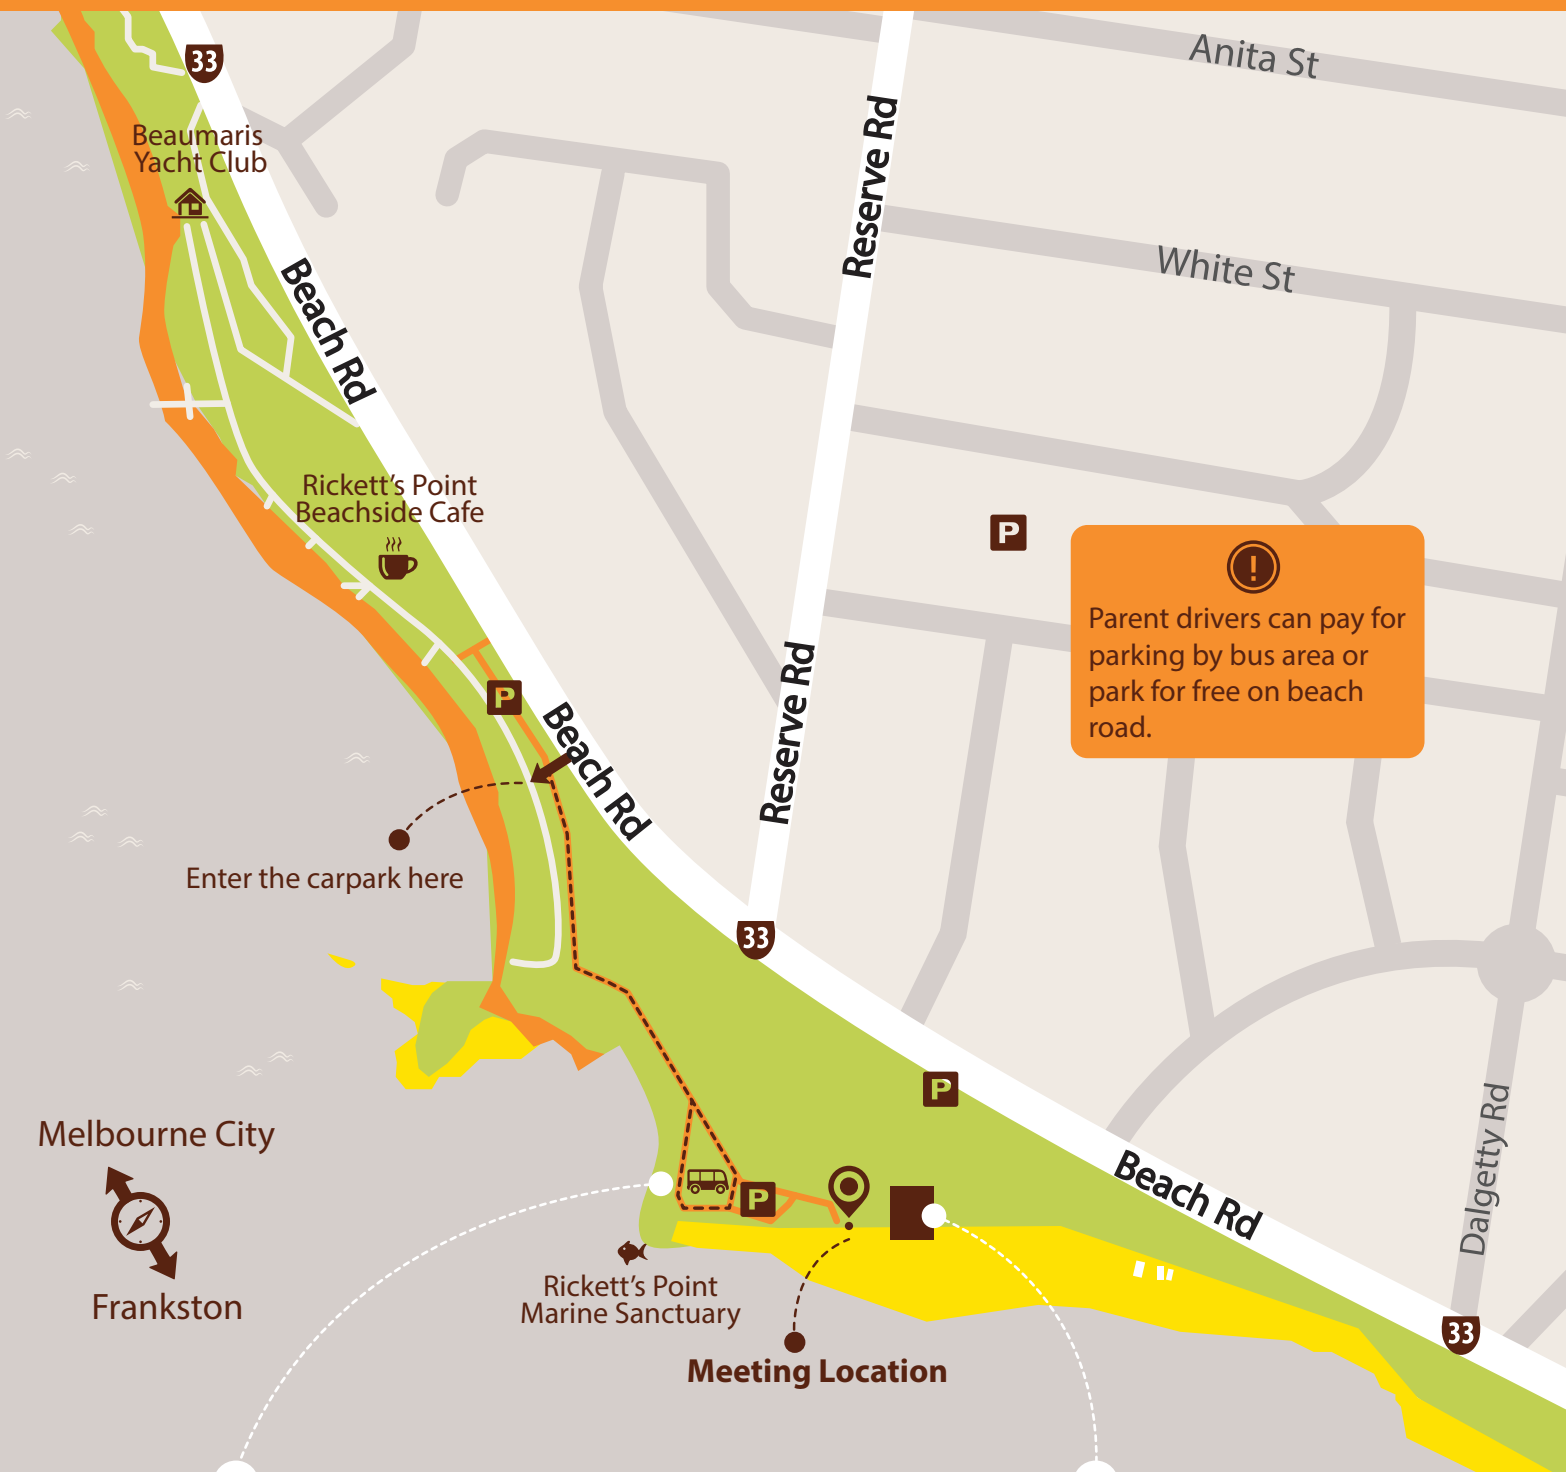 Anita St
33
Reserve Rd
Beaumaris
Yacht Club
White St
Beach Rd
Rickett's Point
Beachside Cafe
P
!
Parent drivers can pay for
parking by bus area or
park for free on beach
road.
Reserve Rd
P
Beach Rd
Enter the carpark here
33
P
Dalgetty Rd
Melbourne City
Beach Rd
P
Frankston
Rickett's Point
Marine Sanctuary
33
Meeting Location